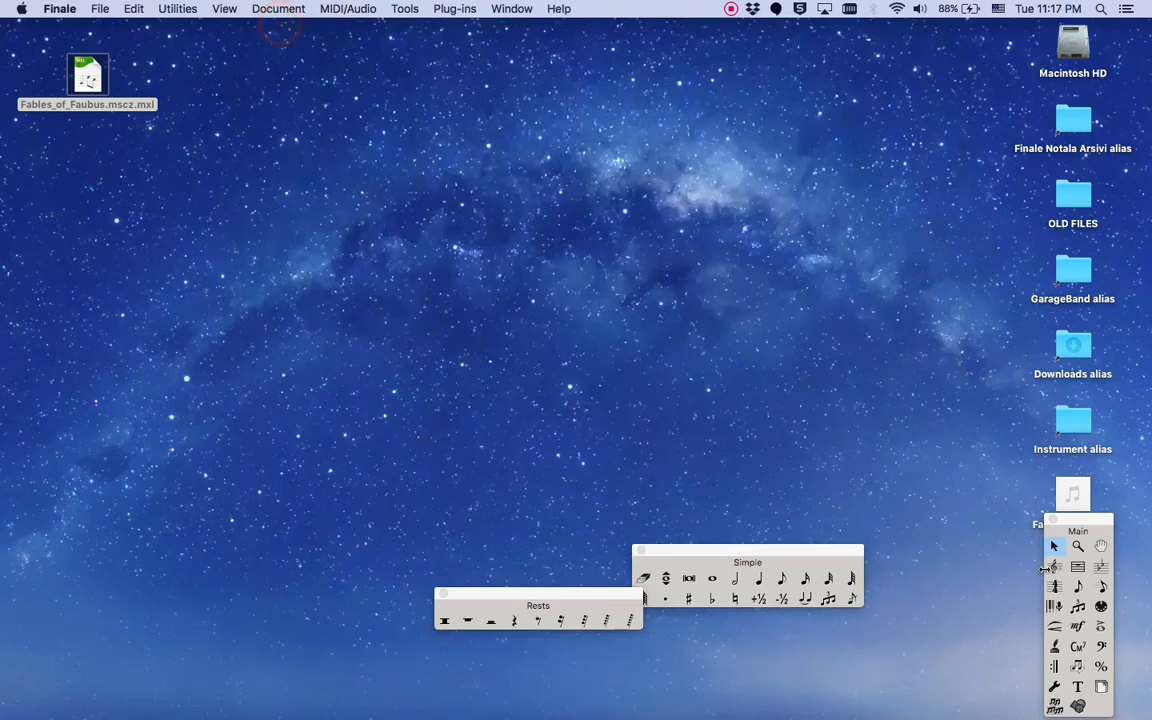 Finale File Edit Utilities View Document MIDI/Audio Tools Plug-ins Window Help 88% Tue 11:17 PM
Fables_of_Faubus.mscz.mxl
Macintosh HD
Finale Notala Arsivi alias
OLD FILES
GarageBand alias
Downloads alias
Instrument alias
Fa
Main
Simple
+½ -½
Rests
mf
CM7
%
T